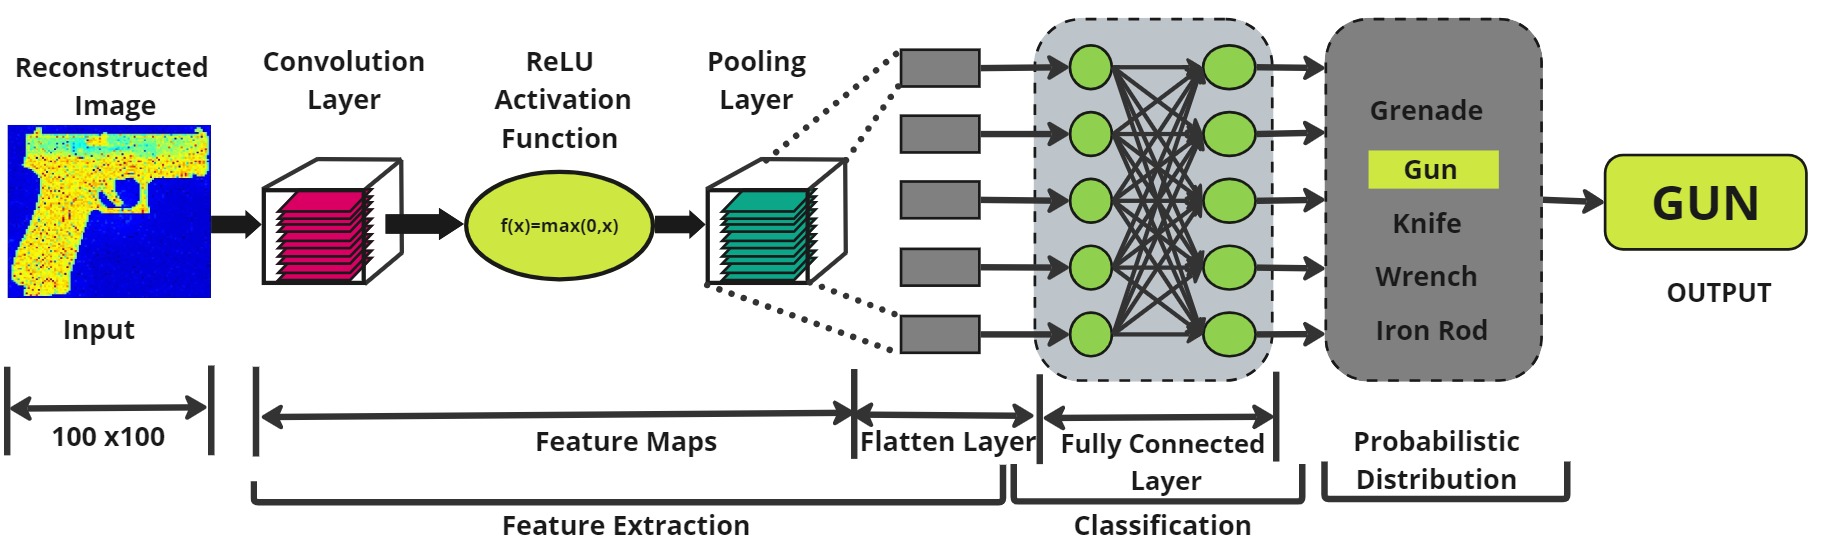 Reconstructed
Image
Convolution
Layer
ReLU
Activation
Function
Pooling
Layer
f(x)=max(0,x)
Grenade
Gun
Knife
Wrench
Iron Rod
GUN
OUTPUT
Input
100 x100
Feature Maps
Flatten Layer
Fully Connected
Layer
Probabilistic
Distribution
Feature Extraction
Classification